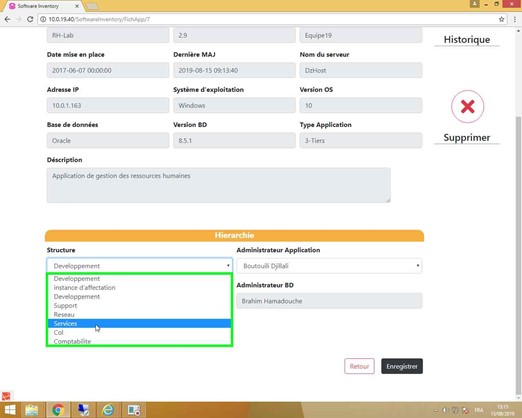 Software Inventory
10.0.19.40/SoftwareInventory/FichApp/7
RH-Lab 2.9 Equipe19
Historique
Date mise en place Dernière MAJ Nom du serveur
2017-06-07 00:00:00 2019-08-15 09:13:40 DzHost
Adresse IP Système d'exploitation Version OS
10.0.1.163 Windows 10
Supprimer
Base de données Version BD Type Application
Oracle 8.5.1 3-Tiers
Déscription
Application de gestion des ressources humaines
Hierarchie
Structure Administrateur Application
Developpement Boutouili Djillali
Developpement
instance d'affectation
Administrateur BD
Developpement
Brahim Hamadouche
Support
Reseau
Services
Col
Comptabilite
Retour Enregistrer
FRA
13:15
15/08/2019